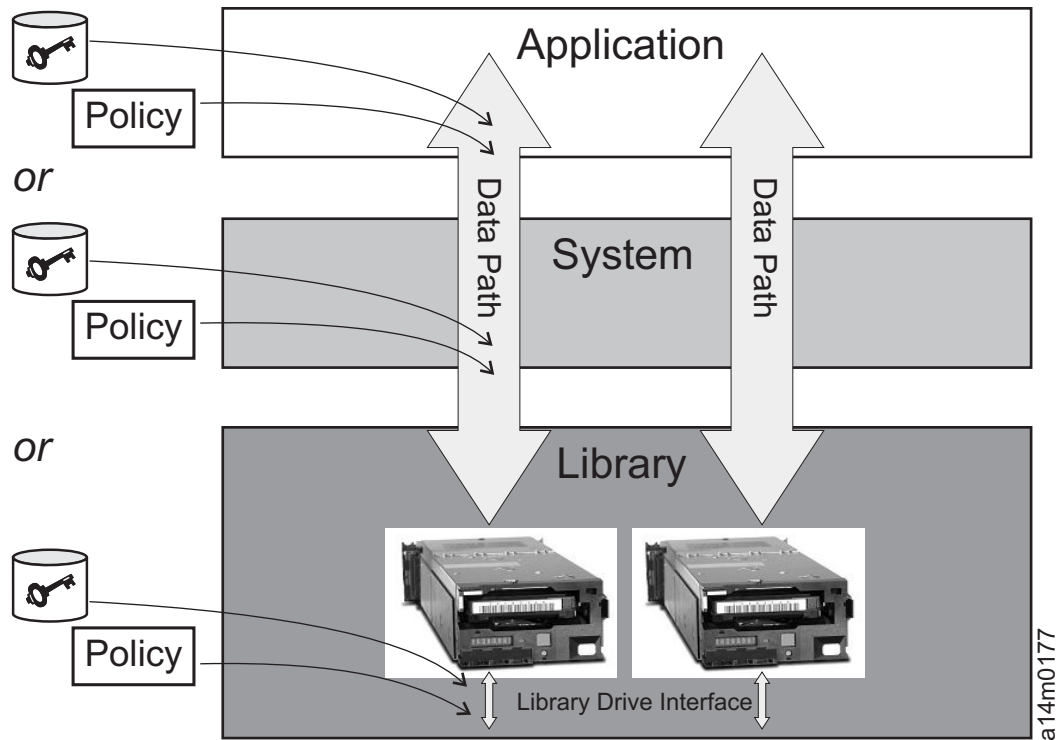 Application
Policy
or
Data Path
Data Path
System
Policy
or
Library
Policy
Library Drive Interface
a14m0177